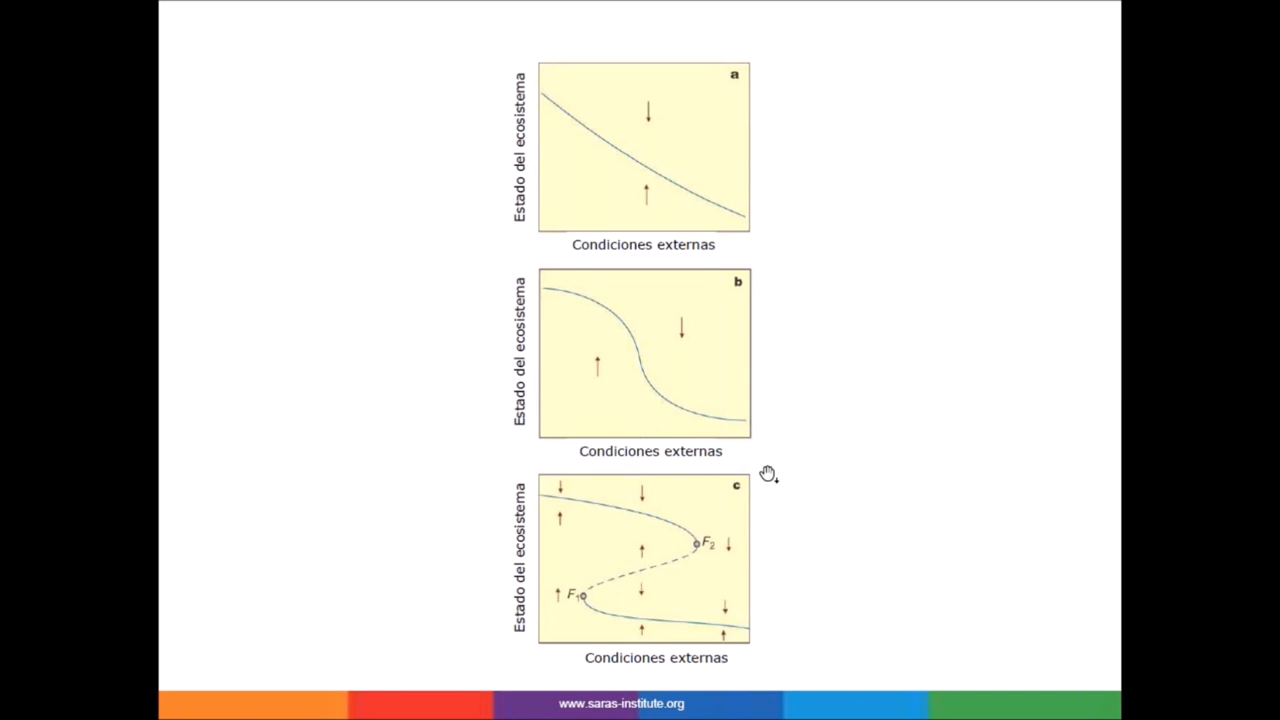 a
Estado del ecosistema
Condiciones externas
b
Estado del ecosistema
Condiciones externas
c
Estado del ecosistema
F2
F1
Condiciones externas
www.saras-institute.org